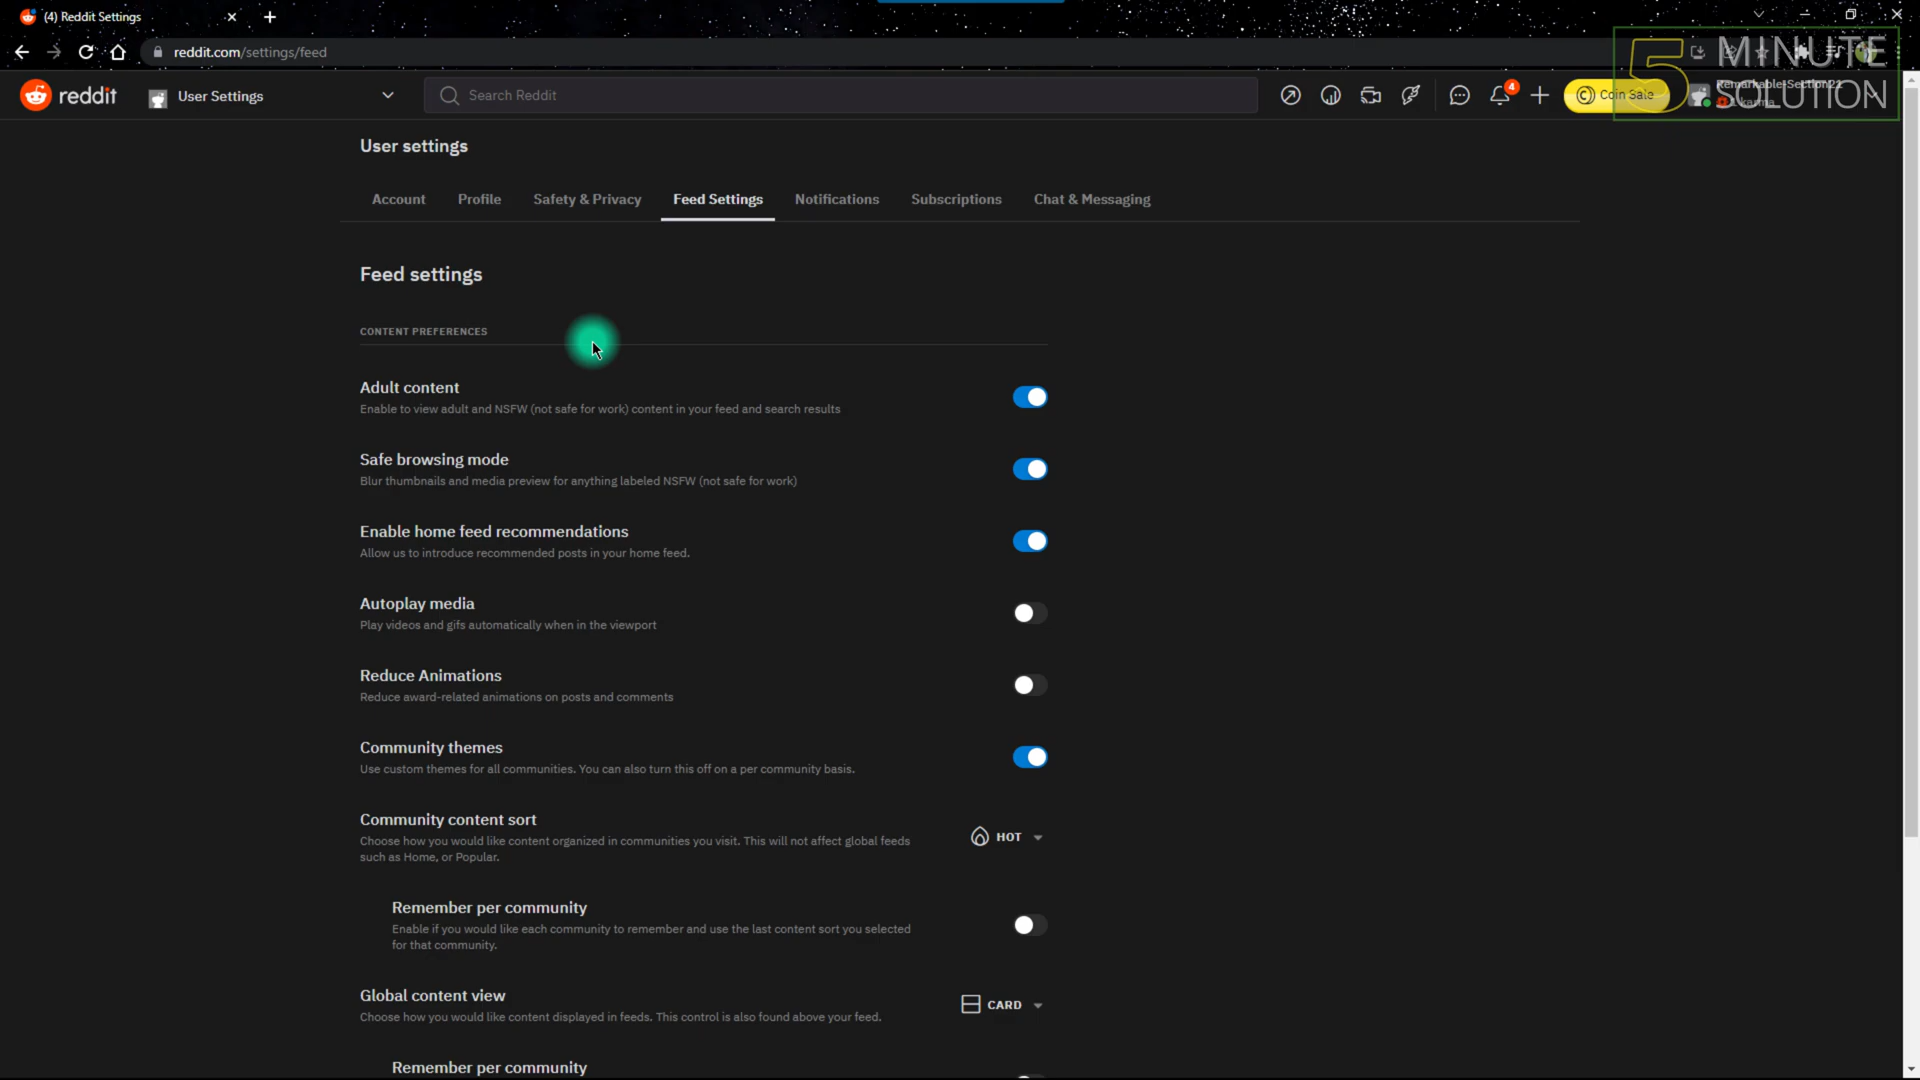 (4) Reddit Settings
reddit.com/settings/feed
5 MINUTE SOLUTION
reddit
User Settings
Search Reddit
4
Coin Sale
Remarkable-Section22
karma
User settings
Account
Profile
Safety & Privacy
Feed Settings
Notifications
Subscriptions
Chat & Messaging
Feed settings
CONTENT PREFERENCES
Adult content
Enable to view adult and NSFW (not safe for work) content in your feed and search results
Safe browsing mode
Blur thumbnails and media preview for anything labeled NSFW (not safe for work)
Enable home feed recommendations
Allow us to introduce recommended posts in your home feed.
Autoplay media
Play videos and gifs automatically when in the viewport
Reduce Animations
Reduce award-related animations on posts and comments
Community themes
Use custom themes for all communities. You can also turn this off on a per community basis.
Community content sort
Choose how you would like content organized in communities you visit. This will not affect global feeds
such as Home, or Popular.
HOT
Remember per community
Enable if you would like each community to remember and use the last content sort you selected
for that community.
Global content view
Choose how you would like content displayed in feeds. This control is also found above your feed.
CARD
Remember per community